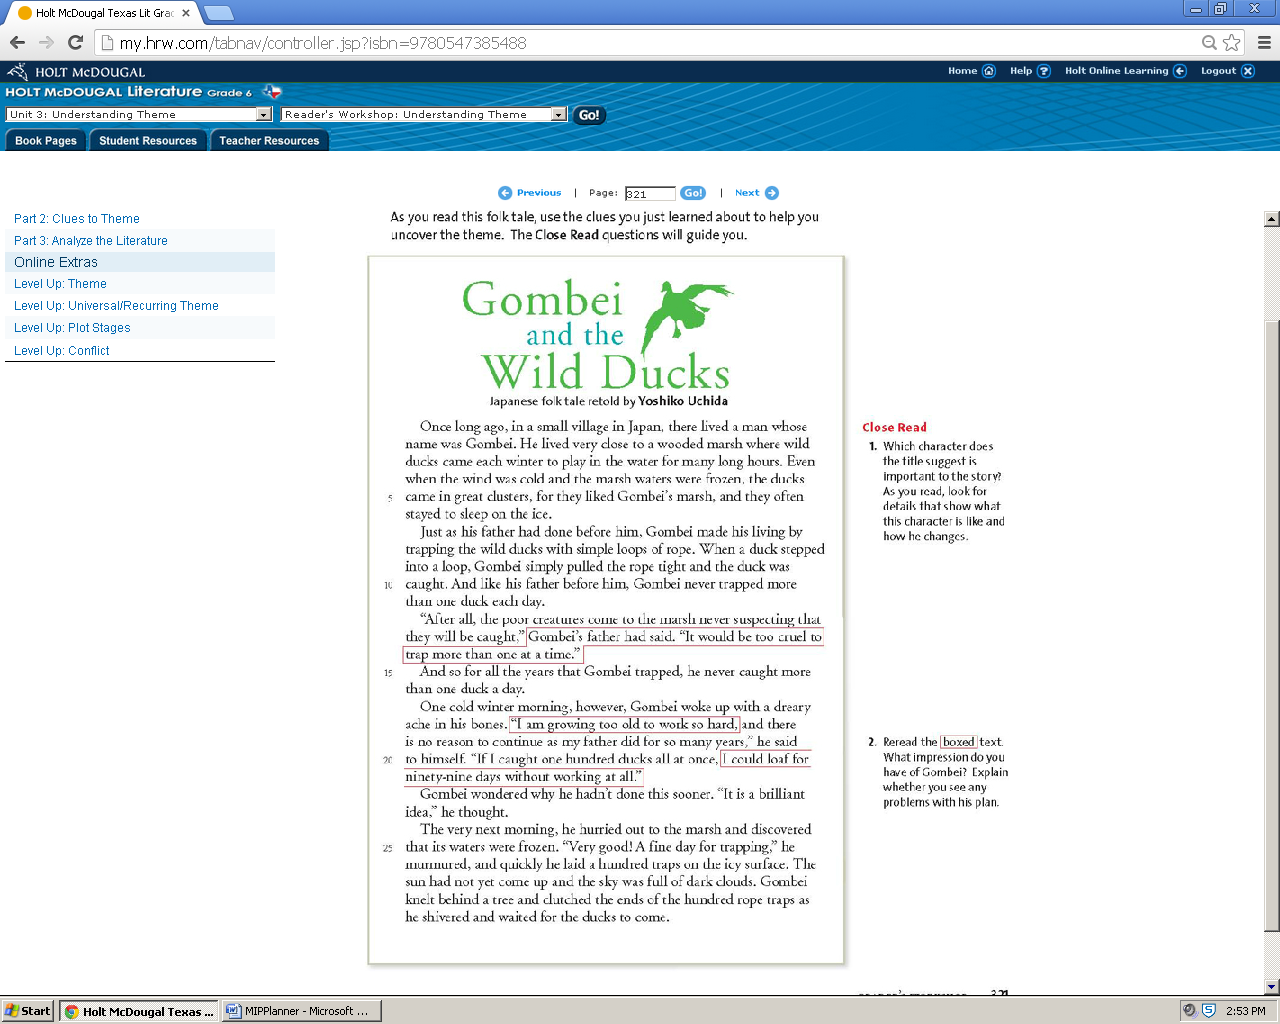 Holt McDougal Texas Lit Grad
my.hrw.com/tabnav/controller.jsp?isbn=9780547385488
HOLT McDOUGAL
Home Help ? Holt Online Learning Logout
HOLT McDOUGAL Literature Grade 6
Unit 3: Understanding Theme Reader's Workshop: Understanding Theme Go!
Book Pages Student Resources Teacher Resources
Previous | Page: 321 Go! | Next
Part 2: Clues to Theme
Part 3: Analyze the Literature
Online Extras
Level Up: Theme
Level Up: Universal/Recurring Theme
Level Up: Plot Stages
Level Up: Conflict
As you read this folk tale, use the clues you just learned about to help you
uncover the theme. The Close Read questions will guide you.
Gombei
and the
Wild Ducks
Japanese folk tale retold by Yoshiko Uchida
Once long ago, in a small village in Japan, there lived a man whose
name was Gombei. He lived very close to a wooded marsh where wild
ducks came each winter to play in the water for many long hours. Even
when the wind was cold and the marsh waters were frozen, the ducks
5 came in great clusters, for they liked Gombei's marsh, and they often
stayed to sleep on the ice.
Just as his father had done before him, Gombei made his living by
trapping the wild ducks with simple loops of rope. When a duck stepped
into a loop, Gombei simply pulled the rope tight and the duck was
10 caught. And like his father before him, Gombei never trapped more
than one duck each day.
"After all, the poor creatures come to the marsh never suspecting that
they will be caught," Gombei's father had said. "It would be too cruel to
trap more than one at a time."
15 And so for all the years that Gombei trapped, he never caught more
than one duck a day.
One cold winter morning, however, Gombei woke up with a dreary
ache in his bones. "I am growing too old to work so hard, and there
is no reason to continue as my father did for so many years," he said
20 to himself. "If I caught one hundred ducks all at once, I could loaf for
ninety-nine days without working at all."
Gombei wondered why he hadn't done this sooner. "It is a brilliant
idea," he thought.
The very next morning, he hurried out to the marsh and discovered
25 that its waters were frozen. "Very good! A fine day for trapping," he
murmured, and quickly he laid a hundred traps on the icy surface. The
sun had not yet come up and the sky was full of dark clouds. Gombei
knelt behind a tree and clutched the ends of the hundred rope traps as
he shivered and waited for the ducks to come.
Close Read
1. Which character does
the title suggest is
important to the story?
As you read, look for
details that show what
this character is like and
how he changes.
2. Reread the boxed text.
What impression do you
have of Gombei? Explain
whether you see any
problems with his plan.
321
Start Holt McDougal Texas ... MIPPlanner - Microsoft ... 2:53 PM